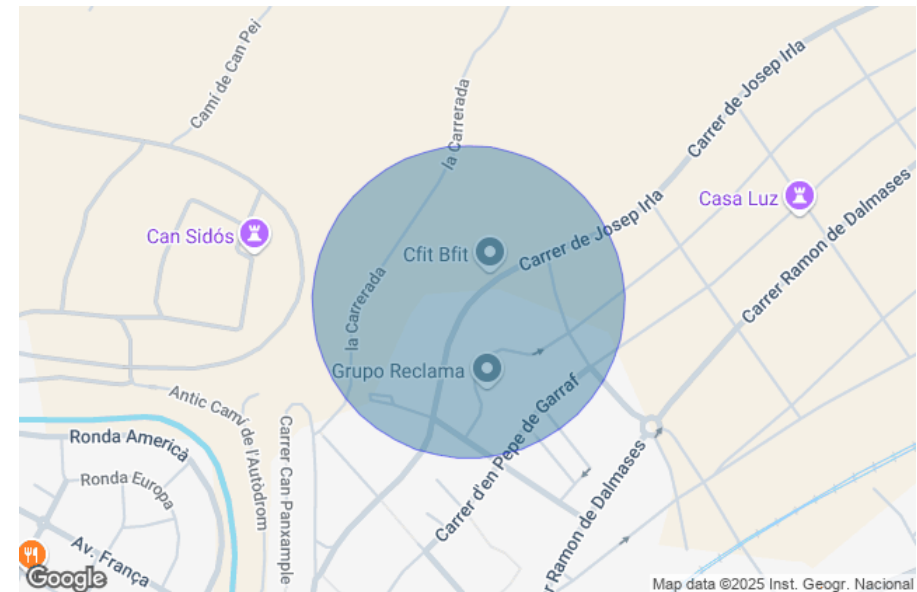 Camí de Can Pei
la Carrerada
Carrer de Josep Irla
Casa Luz
Can Sidós
Cfit Bfit
Carrer de Josep Irla
Carrer Ramon de Dalmases
la Carrerada
Grupo Reclama
Antic Camí de l'Autòdrom
Carrer Can Panxample
Carrer d'en Pepe de Garraf
Ronda Amèrica
Ronda Europa
er Ramon de Dalmases
Av. França
Google
Map data ©2025 Inst. Geogr. Nacional